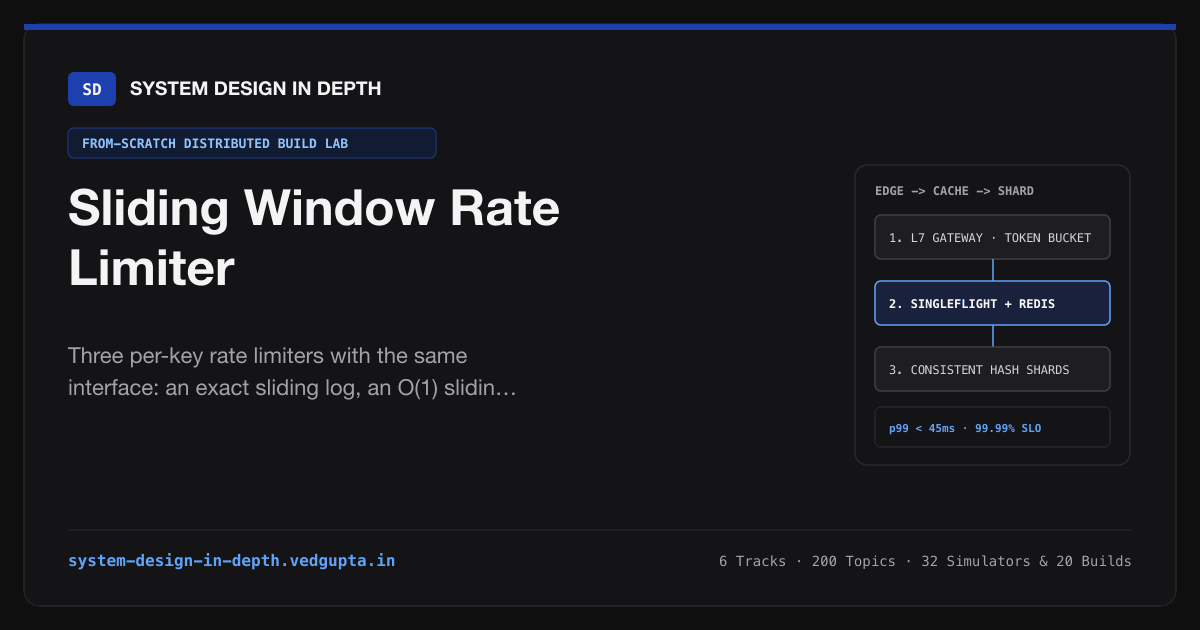 SD
SYSTEM DESIGN IN DEPTH
FROM-SCRATCH DISTRIBUTED BUILD LAB
Sliding Window Rate
Limiter
Three per-key rate limiters with the same
interface: an exact sliding log, an O(1) slidin…
EDGE -> CACHE -> SHARD
1. L7 GATEWAY · TOKEN BUCKET
2. SINGLEFLIGHT + REDIS
3. CONSISTENT HASH SHARDS
p99 < 45ms · 99.99% SLO
system-design-in-depth.vedgupta.in
6 Tracks · 200 Topics · 32 Simulators & 20 Builds